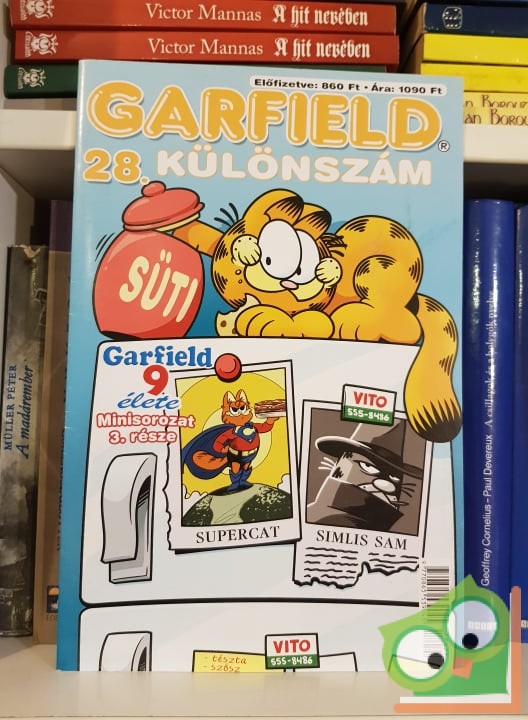 Victor Mannas A hit nevében
Victor Mannas A hit nevében
Előfizetve: 860 Ft • Ára: 1090 Ft
GARFIELD®
28. KÜLÖNSZÁM
SÜTI
Garfield
9
élete
Minisorozat
3. része
VITO
555-8486
SUPERCAT
SIMLIS SAM
VITO
555-8486
- tészta
- szósz
MÜLLER PÉTER
A madárember
Geoffrey Cornelius - Paul Devereux